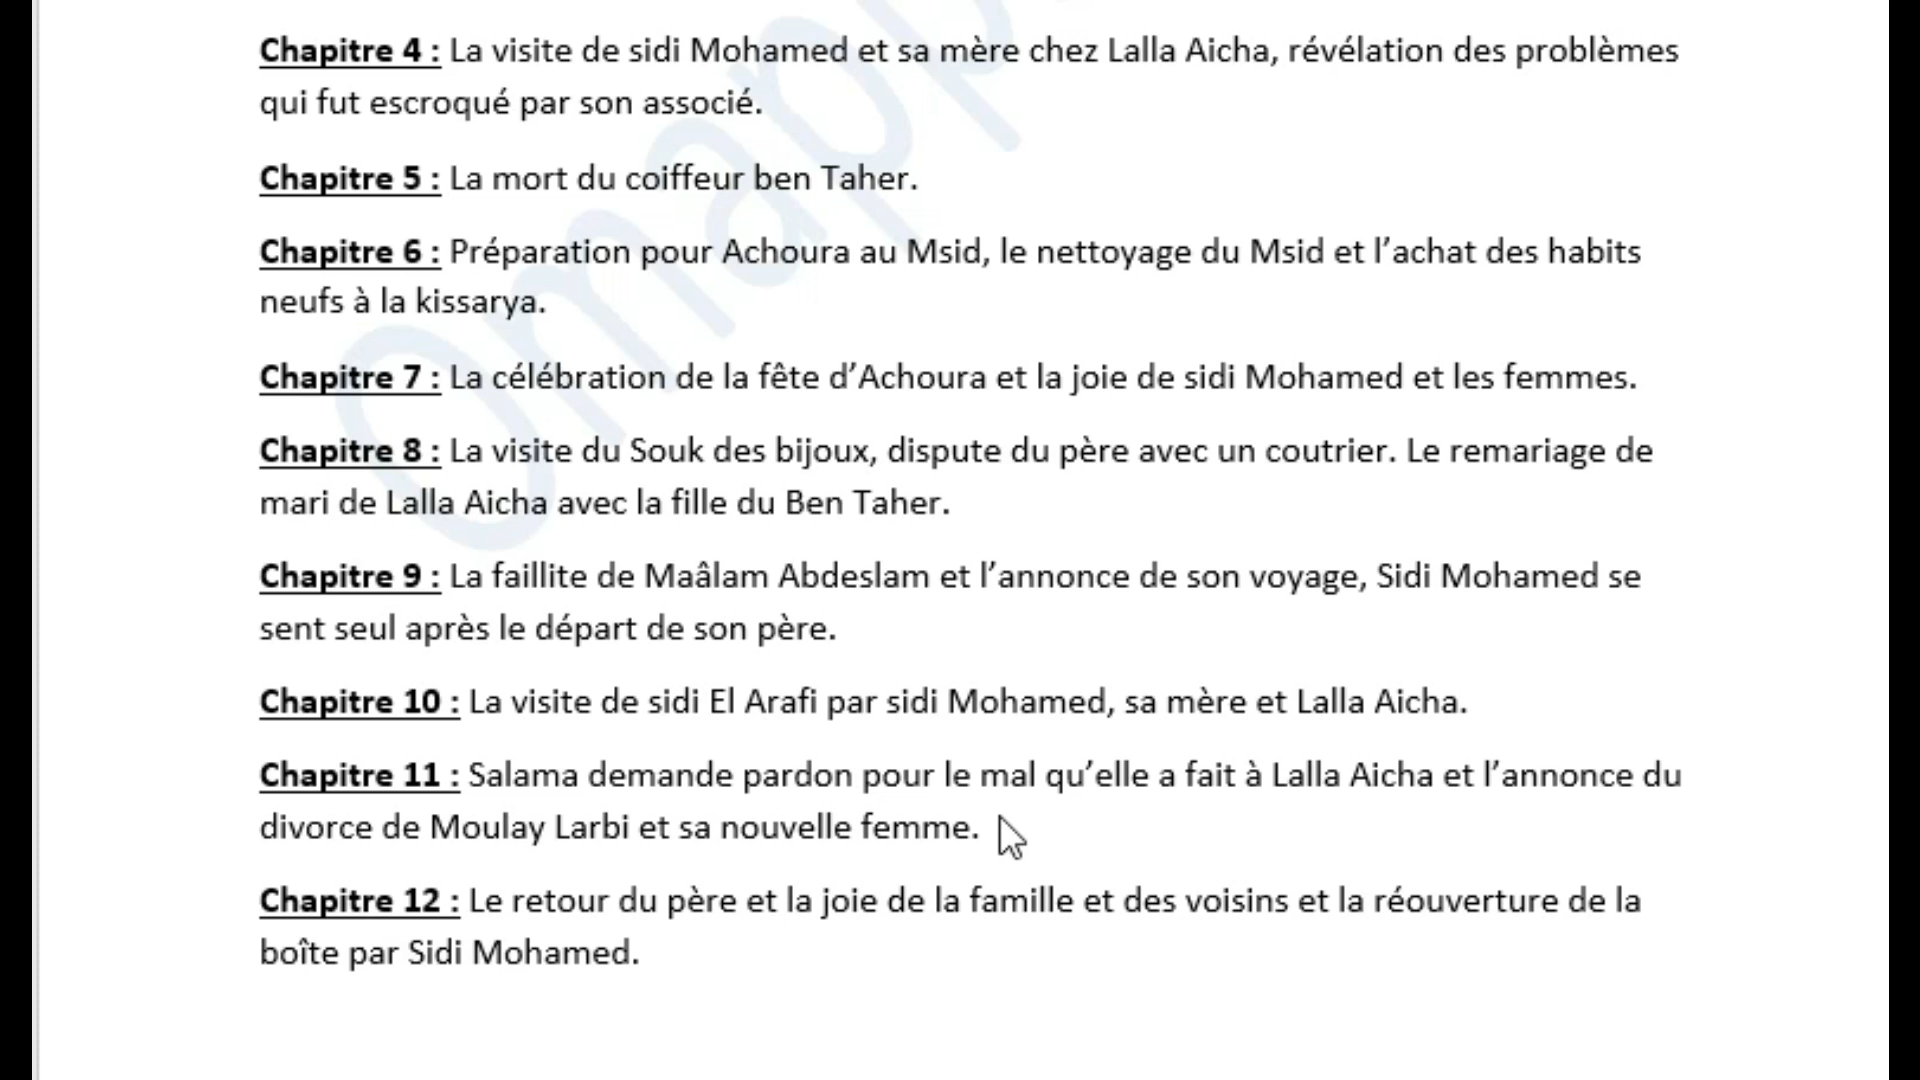 Chapitre 4 : La visite de sidi Mohamed et sa mère chez Lalla Aicha, révélation des problèmes
qui fut escroqué par son associé.
Chapitre 5 : La mort du coiffeur ben Taher.
Chapitre 6 : Préparation pour Achoura au Msid, le nettoyage du Msid et l’achat des habits
neufs à la kissarya.
Chapitre 7 : La célébration de la fête d’Achoura et la joie de sidi Mohamed et les femmes.
Chapitre 8 : La visite du Souk des bijoux, dispute du père avec un coutrier. Le remariage de
mari de Lalla Aicha avec la fille du Ben Taher.
Chapitre 9 : La faillite de Maâlam Abdeslam et l’annonce de son voyage, Sidi Mohamed se
sent seul après le départ de son père.
Chapitre 10 : La visite de sidi El Arafi par sidi Mohamed, sa mère et Lalla Aicha.
Chapitre 11 : Salama demande pardon pour le mal qu’elle a fait à Lalla Aicha et l’annonce du
divorce de Moulay Larbi et sa nouvelle femme.
Chapitre 12 : Le retour du père et la joie de la famille et des voisins et la réouverture de la
boîte par Sidi Mohamed.